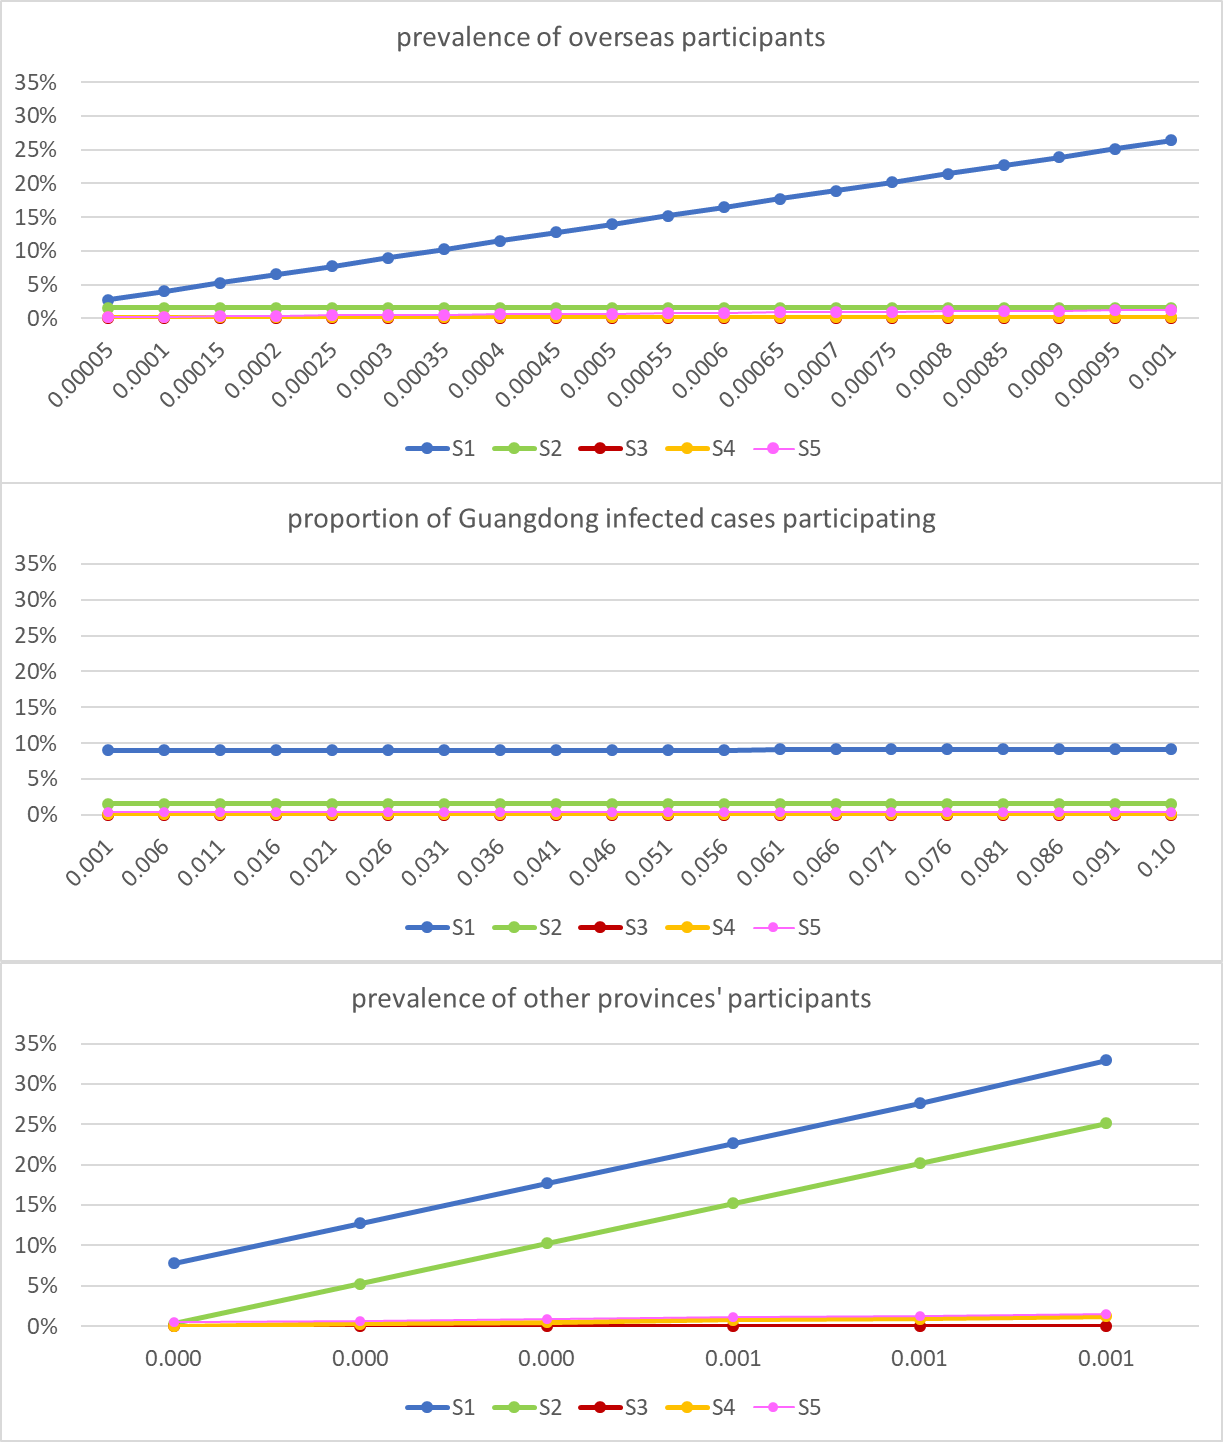 prevalence of overseas participants
35%
30%
25%
20%
15%
10%
5%
0%
0.00005 0.0001 0.00015 0.0002 0.00025 0.0003 0.00035 0.0004 0.00045 0.0005 0.00055 0.0006 0.00065 0.0007 0.00075 0.0008 0.00085 0.0009 0.00095 0.001
S1 S2 S3 S4 S5
proportion of Guangdong infected cases participating
35%
30%
25%
20%
15%
10%
5%
0%
0.001 0.006 0.011 0.016 0.021 0.026 0.031 0.036 0.041 0.046 0.051 0.056 0.061 0.066 0.071 0.076 0.081 0.086 0.091 0.10
S1 S2 S3 S4 S5
prevalence of other provinces' participants
35%
30%
25%
20%
15%
10%
5%
0%
0.000 0.000 0.000 0.001 0.001 0.001
S1 S2 S3 S4 S5